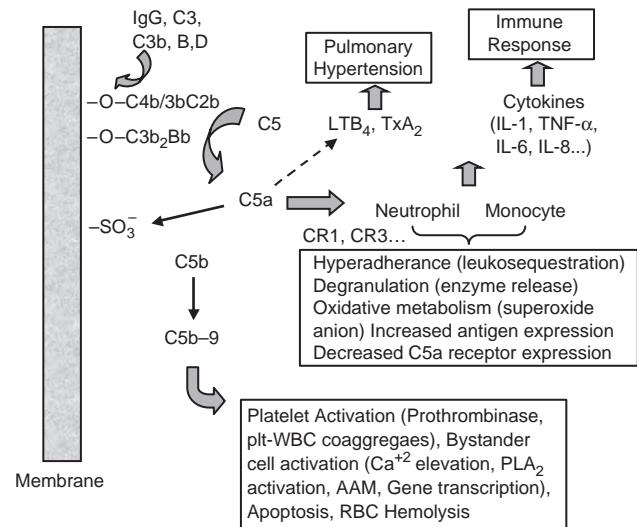 IgG, C3,
C3b, B,D
–O–C4b/3bC2b
–O–C3b₂Bb
C5
C5a
–SO₃⁻
C5b
C5b–9
Membrane
Pulmonary
Hypertension
LTB₄, TxA₂
Immune
Response
Cytokines
(IL-1, TNF-α,
IL-6, IL-8...)
Neutrophil Monocyte
CR1, CR3...
Hyperadherance (leukosequestration)
Degranulation (enzyme release)
Oxidative metabolism (superoxide
anion) Increased antigen expression
Decreased C5a receptor expression
Platelet Activation (Prothrombinase,
plt-WBC coaggregaes), Bystander
cell activation (Ca⁺² elevation, PLA₂
activation, AAM, Gene transcription),
Apoptosis, RBC Hemolysis